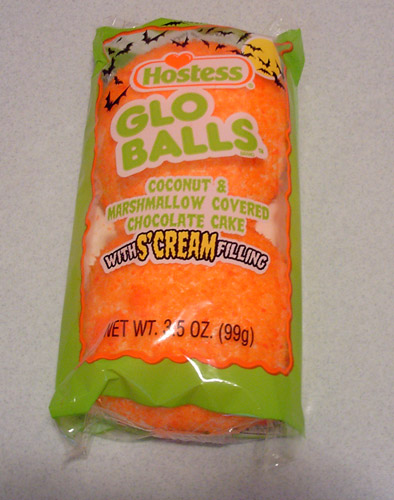 Hostess
GLO
BALLS
COCONUT &
MARSHMALLOW COVERED
CHOCOLATE CAKE
WITH S'CREAM FILLING
NET WT. 3.5 OZ. (99g)